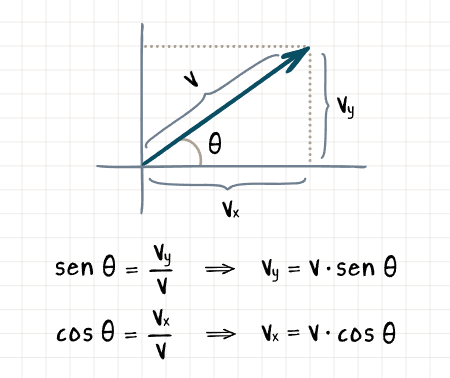 v
θ
vy
vx
sen θ = vy/v ⇒ vy = v · sen θ
cos θ = vx/v ⇒ vx = v · cos θ